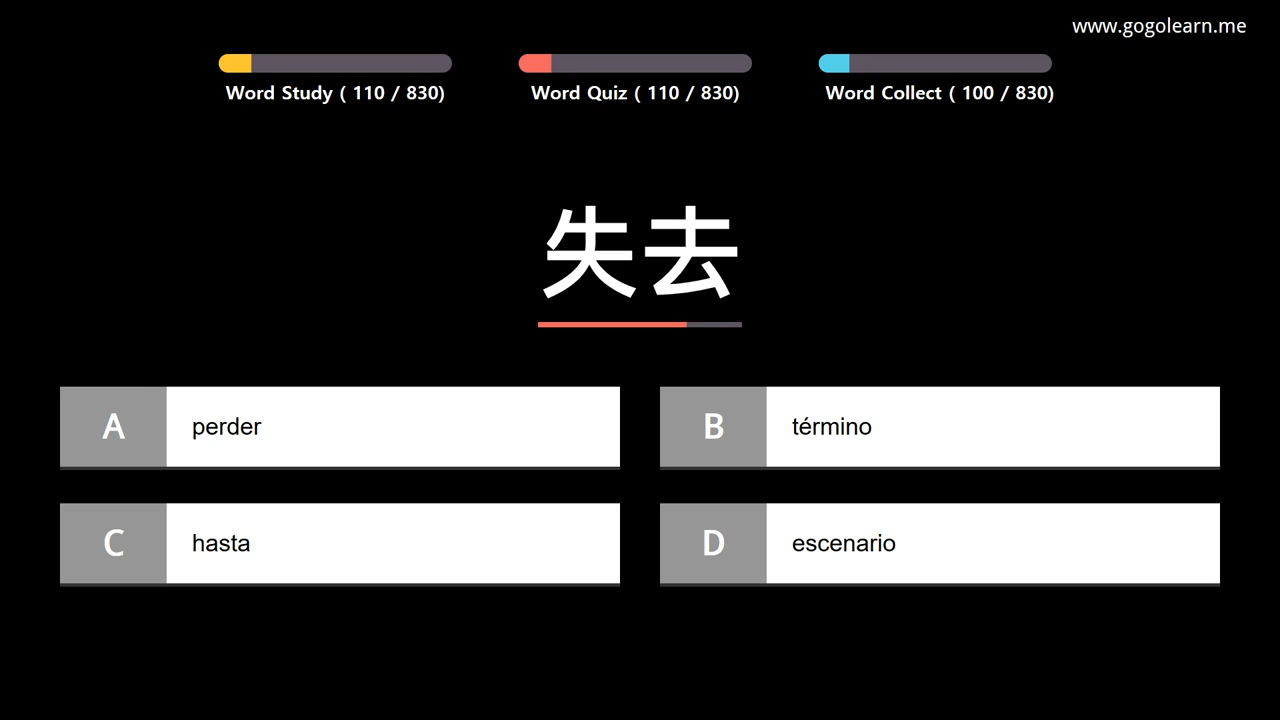 www.gogolearn.me
Word Study ( 110 / 830)
Word Quiz ( 110 / 830)
Word Collect ( 100 / 830)
失去
A perder
B término
C hasta
D escenario